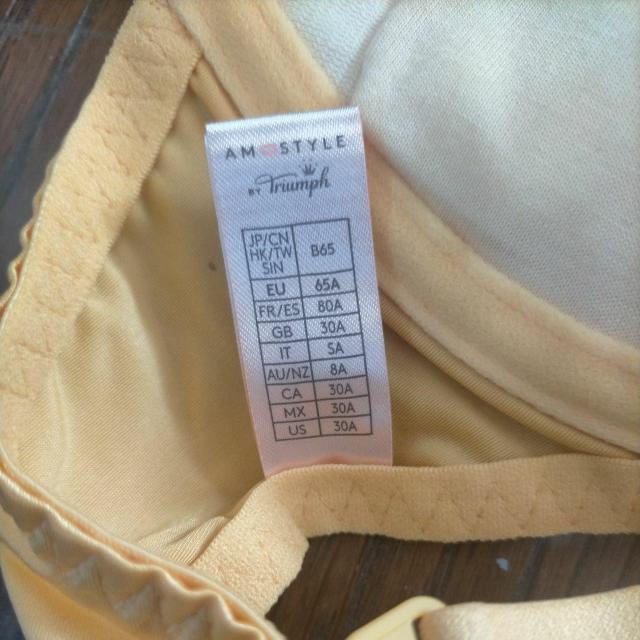 AMOSTYLE
BY Triumph
JP/CN
HK/TW
SIN B65
EU 65A
FR/ES 80A
GB 30A
IT 5A
AU/NZ 8A
CA 30A
MX 30A
US 30A